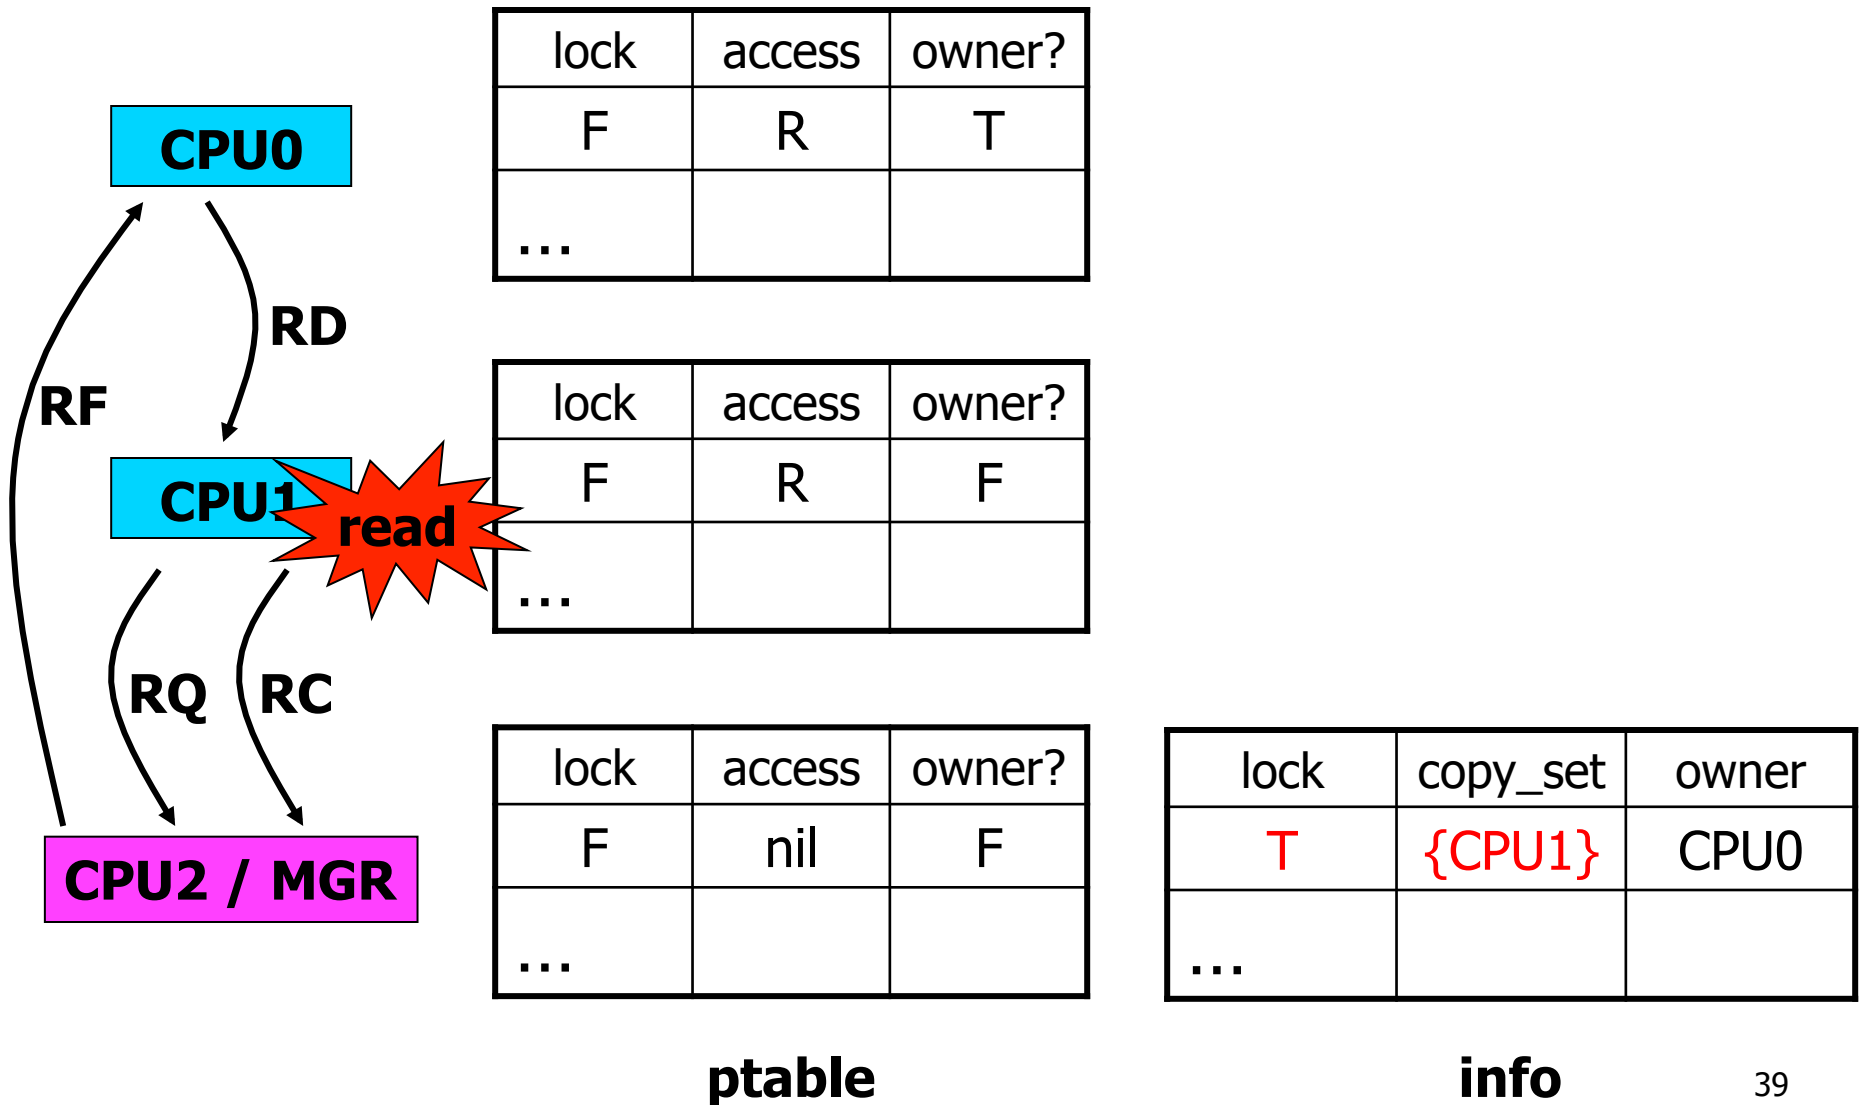 lock access owner?
F R T
...
CPU0
RD
RF
lock access owner?
F R F
...
CPU1
read
RQ RC
lock access owner?
F nil F
...
CPU2 / MGR
lock copy_set owner
T {CPU1} CPU0
...
ptable
info
39